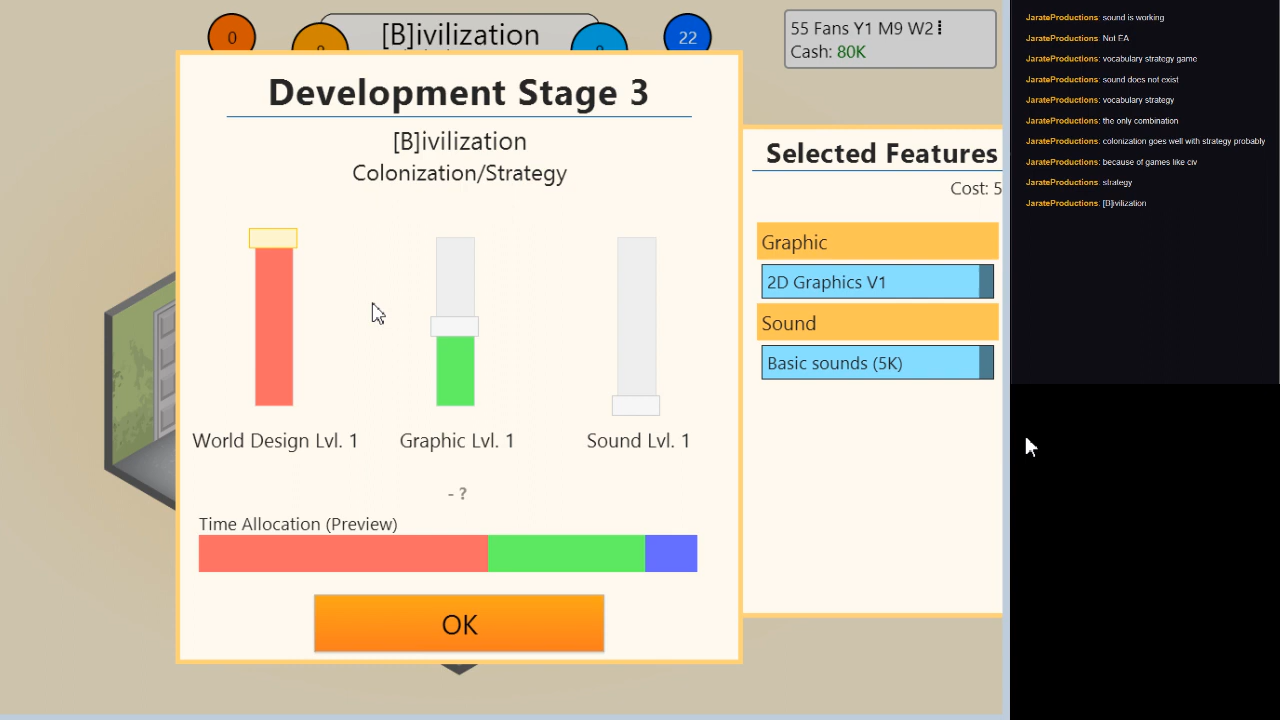 0
[B]ivilization
22
55 Fans Y1 M9 W2
Cash: 80K
Development Stage 3
[B]ivilization
Colonization/Strategy
World Design Lvl. 1
Graphic Lvl. 1
Sound Lvl. 1
- ?
Time Allocation (Preview)
OK
Selected Features
Cost: 5
Graphic
2D Graphics V1
Sound
Basic sounds (5K)
JarateProductions: sound is working
JarateProductions: Not EA
JarateProductions: vocabulary strategy game
JarateProductions: sound does not exist
JarateProductions: vocabulary strategy
JarateProductions: the only combination
JarateProductions: colonization goes well with strategy probably
JarateProductions: because of games like civ
JarateProductions: strategy
JarateProductions: [B]ivilization